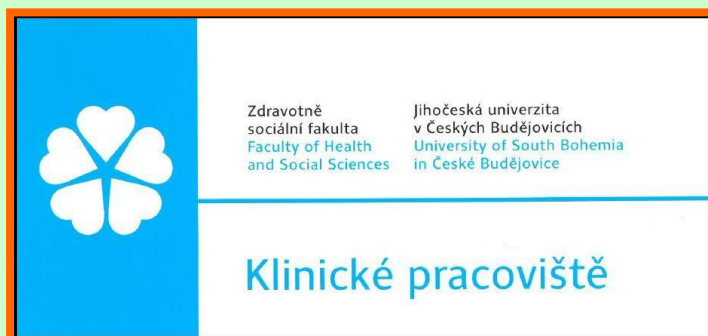 Zdravotně
sociální fakulta
Faculty of Health
and Social Sciences
Jihočeská univerzita
v Českých Budějovicích
University of South Bohemia
in České Budějovice
Klinické pracoviště